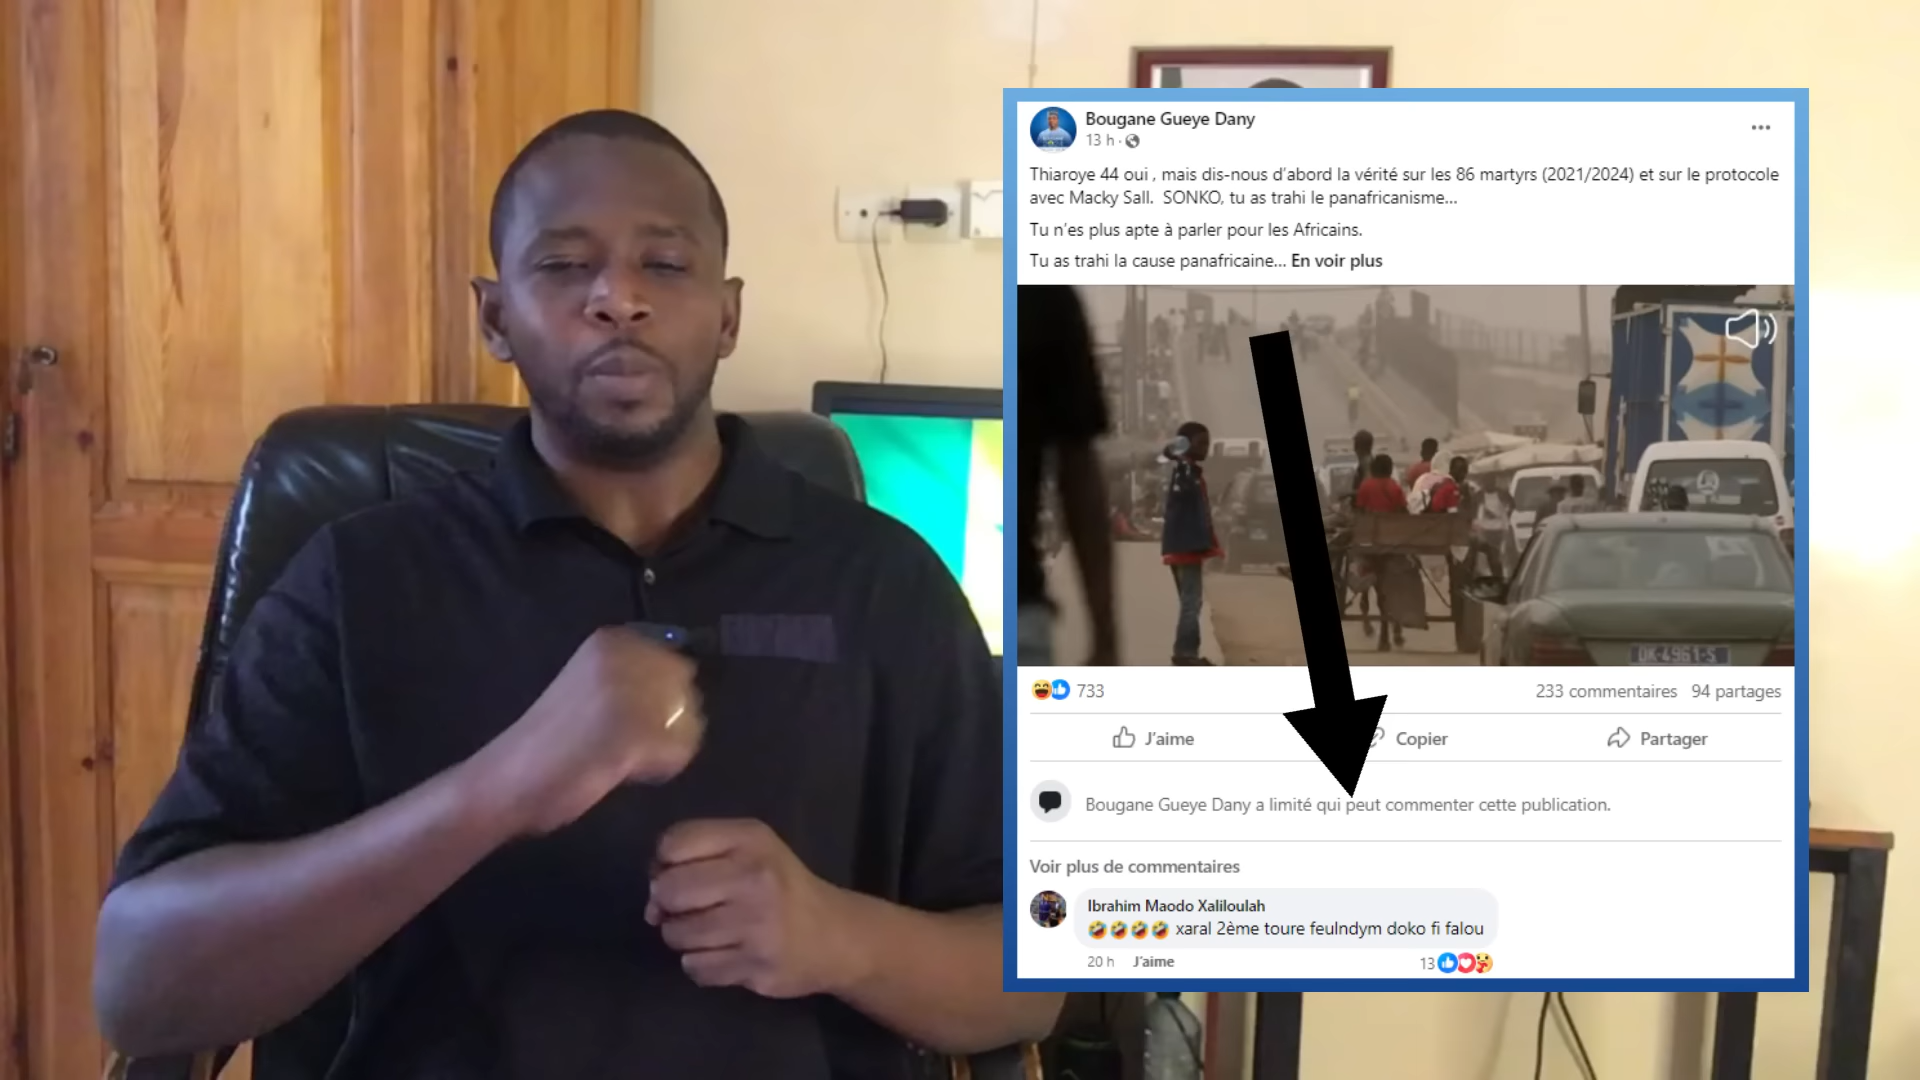 Bougane Gueye Dany
13 h ·
Thiaroye 44 oui , mais dis-nous d'abord la vérité sur les 86 martyrs (2021/2024) et sur le protocole
avec Macky Sall. SONKO, tu as trahi le panafricanisme...
Tu n'es plus apte à parler pour les Africains.
Tu as trahi la cause panafricaine... En voir plus
DK-4961-S
733
233 commentaires 94 partages
J'aime
Copier
Partager
Bougane Gueye Dany a limité qui peut commenter cette publication.
Voir plus de commentaires
Ibrahim Maodo Xaliloulah
🤣🤣🤣🤣 xaral 2ème toure feulndym doko fi falou
20 h J'aime
13